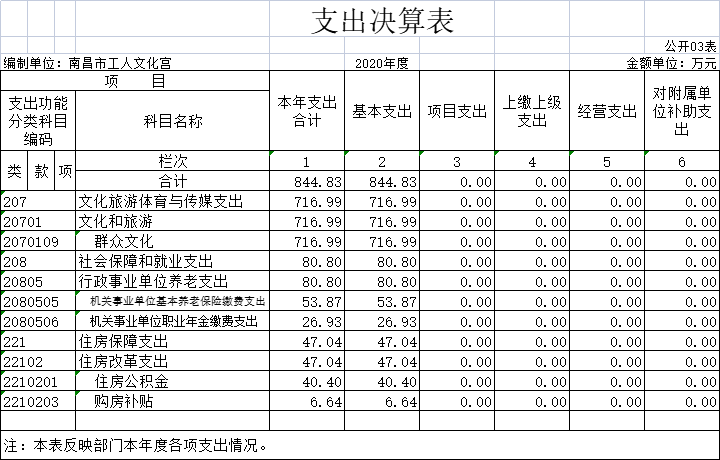 支出决算表
公开03表
编制单位：南昌市工人文化宫 2020年度 金额单位：万元
项 目 本年支出合计 基本支出 项目支出 上缴上级支出 经营支出 对附属单位补助支出
支出功能分类科目编码 科目名称
类 款 项 栏次 1 2 3 4 5 6
合计 844.83 844.83 0.00 0.00 0.00 0.00
207 文化旅游体育与传媒支出 716.99 716.99 0.00 0.00 0.00 0.00
20701 文化和旅游 716.99 716.99 0.00 0.00 0.00 0.00
2070109 群众文化 716.99 716.99 0.00 0.00 0.00 0.00
208 社会保障和就业支出 80.80 80.80 0.00 0.00 0.00 0.00
20805 行政事业单位养老支出 80.80 80.80 0.00 0.00 0.00 0.00
2080505 机关事业单位基本养老保险缴费支出 53.87 53.87 0.00 0.00 0.00 0.00
2080506 机关事业单位职业年金缴费支出 26.93 26.93 0.00 0.00 0.00 0.00
221 住房保障支出 47.04 47.04 0.00 0.00 0.00 0.00
22102 住房改革支出 47.04 47.04 0.00 0.00 0.00 0.00
2210201 住房公积金 40.40 40.40 0.00 0.00 0.00 0.00
2210203 购房补贴 6.64 6.64 0.00 0.00 0.00 0.00
注：本表反映部门本年度各项支出情况。